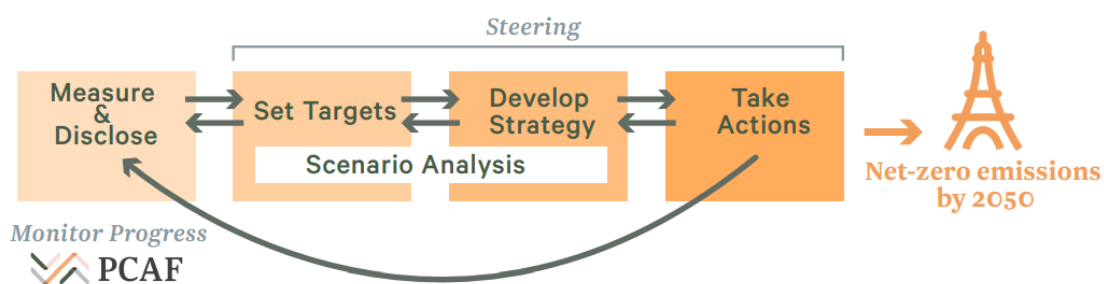 Steering
Measure
&
Disclose
Set Targets
Develop
Strategy
Take
Actions
Scenario Analysis
Net-zero emissions
by 2050
Monitor Progress
PCAF